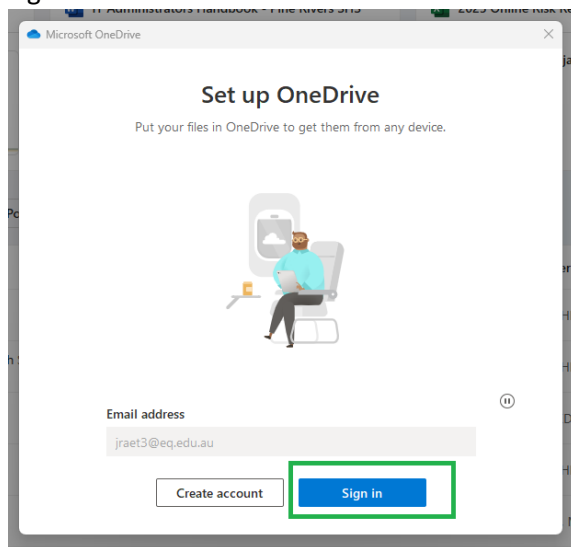 IT Administrators Handbook - Pine Rivers SHS
2023 Online Risk Re
Microsoft OneDrive
Set up OneDrive
Put your files in OneDrive to get them from any device.
Email address
jraet3@eq.edu.au
Create account
Sign in